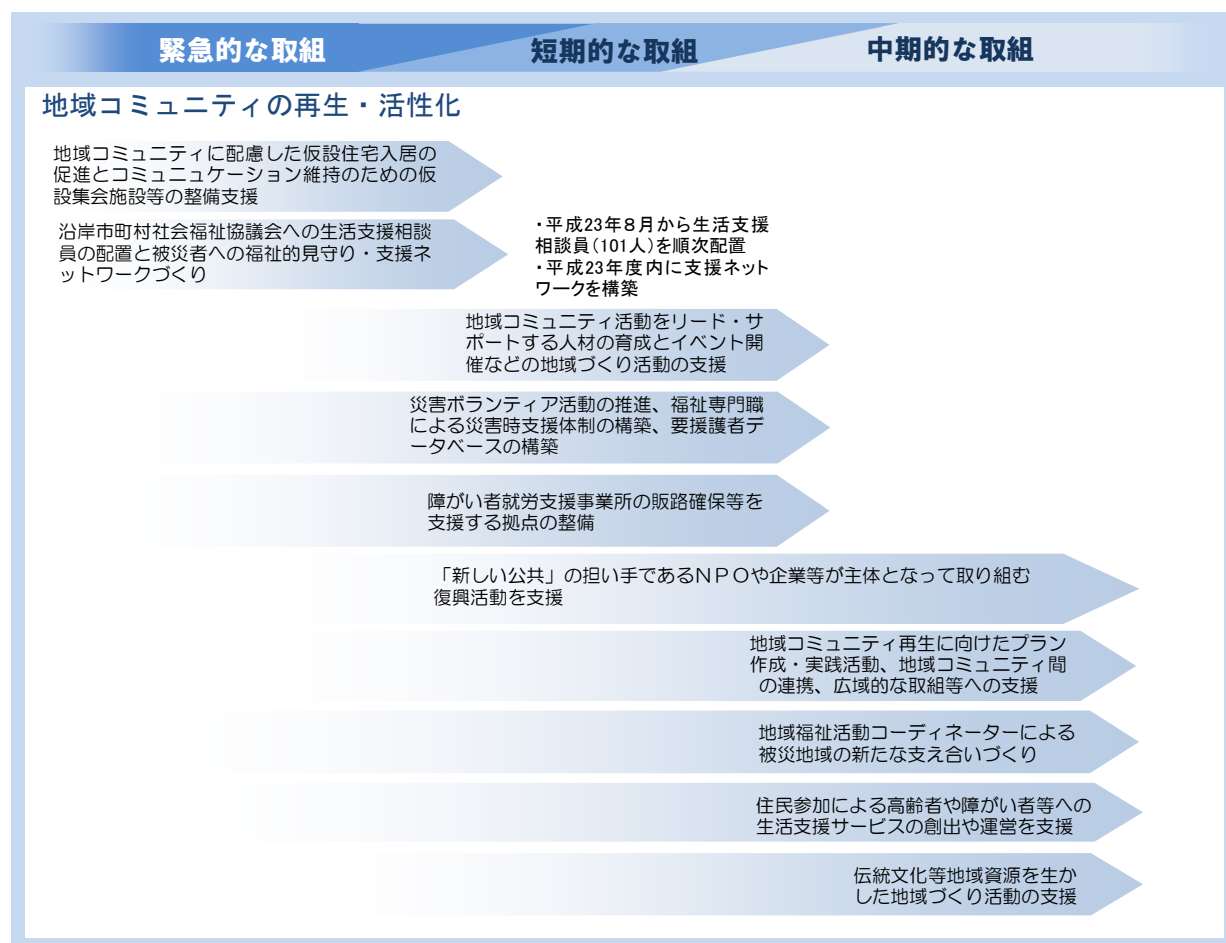 緊急的な取組
短期的な取組
中期的な取組
地域コミュニティの再生・活性化
地域コミュニティに配慮した仮設住宅入居の
促進とコミュニュケーション維持のための仮
設集会施設等の整備支援
沿岸市町村社会福祉協議会への生活支援相談
員の配置と被災者への福祉的見守り・支援ネ
ットワークづくり
・平成23年８月から生活支援
相談員(101人)を順次配置
・平成23年度内に支援ネット
ワークを構築
地域コミュニティ活動をリード・サ
ポートする人材の育成とイベント開
催などの地域づくり活動の支援
災害ボランティア活動の推進、福祉専門職
による災害時支援体制の構築、要援護者デ
ータベースの構築
障がい者就労支援事業所の販路確保等を
支援する拠点の整備
「新しい公共」の担い手であるＮＰＯや企業等が主体となって取り組む
復興活動を支援
地域コミュニティ再生に向けたプラン
作成・実践活動、地域コミュニティ間
の連携、広域的な取組等への支援
地域福祉活動コーディネーターによる
被災地域の新たな支え合いづくり
住民参加による高齢者や障がい者等への
生活支援サービスの創出や運営を支援
伝統文化等地域資源を生か
した地域づくり活動の支援